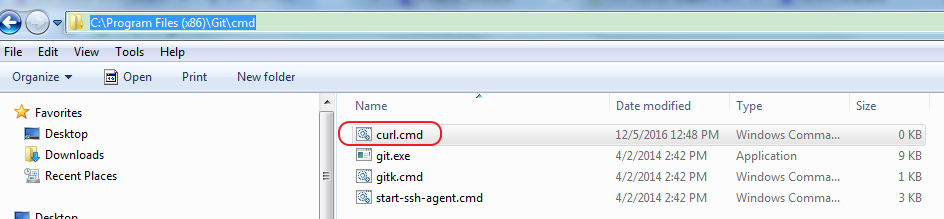 C:\Program Files (x86)\Git\cmd
File Edit View Tools Help
Organize Open Print New folder
Favorites
Desktop
Downloads
Recent Places
Desktop
Name Date modified Type Size
curl.cmd 12/5/2016 12:48 PM Windows Comma... 0 KB
git.exe 4/2/2014 2:42 PM Application 9 KB
gitk.cmd 4/2/2014 2:42 PM Windows Comma... 1 KB
start-ssh-agent.cmd 4/2/2014 2:42 PM Windows Comma... 3 KB